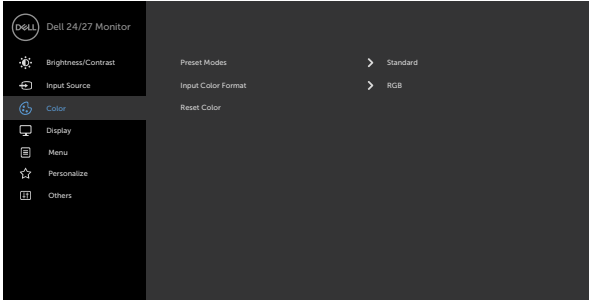 DELL Dell 24/27 Monitor
Brightness/Contrast
Input Source
Color
Display
Menu
Personalize
Others
Preset Modes Standard
Input Color Format RGB
Reset Color